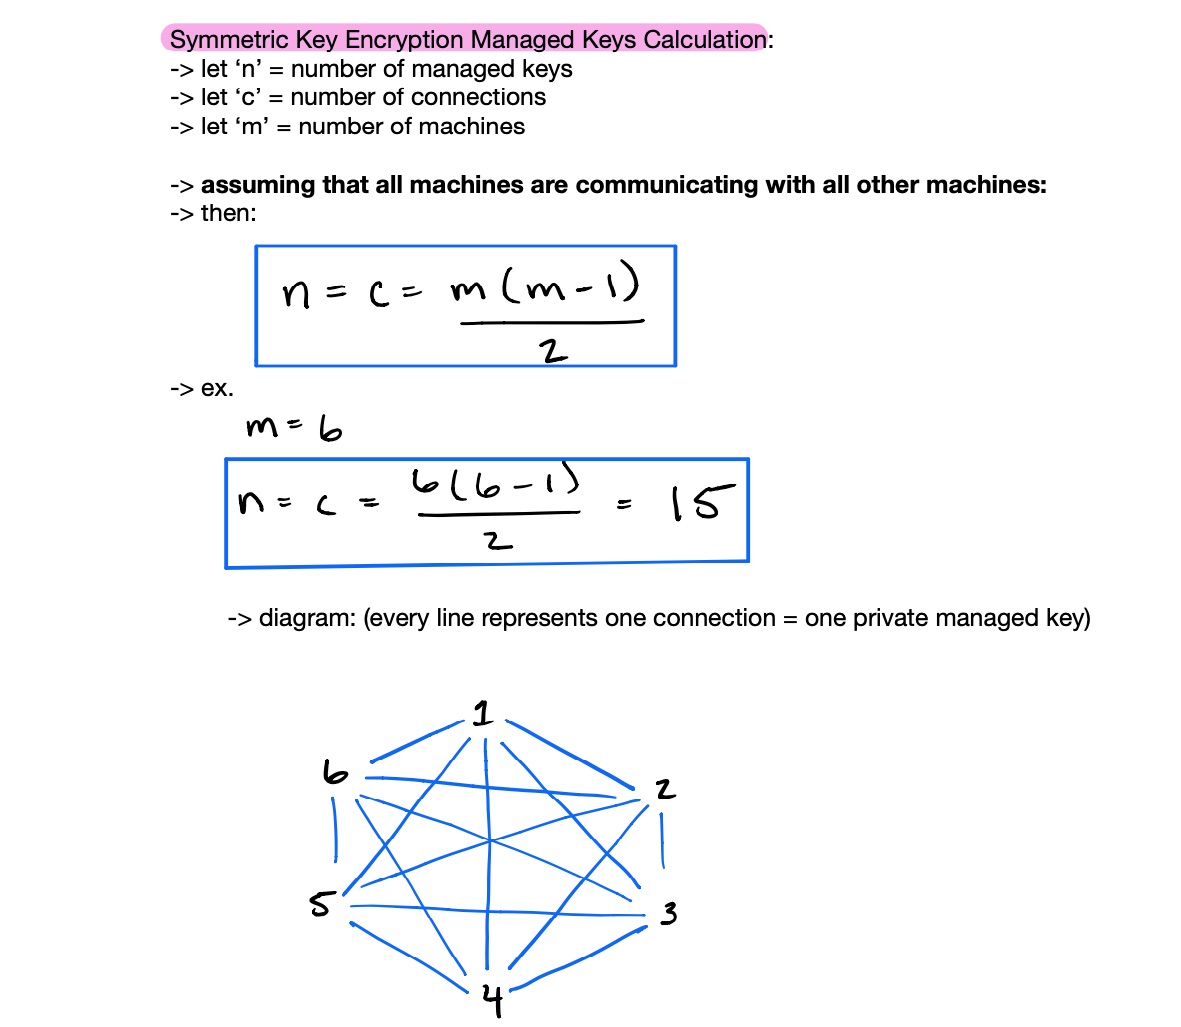 Symmetric Key Encryption Managed Keys Calculation:
-> let ‘n’ = number of managed keys
-> let ‘c’ = number of connections
-> let ‘m’ = number of machines
-> assuming that all machines are communicating with all other machines:
-> then:
n = c = m(m-1)
2
-> ex.
m = 6
n = c = 6(6-1) = 15
2
-> diagram: (every line represents one connection = one private managed key)
1
6
2
5
3
4